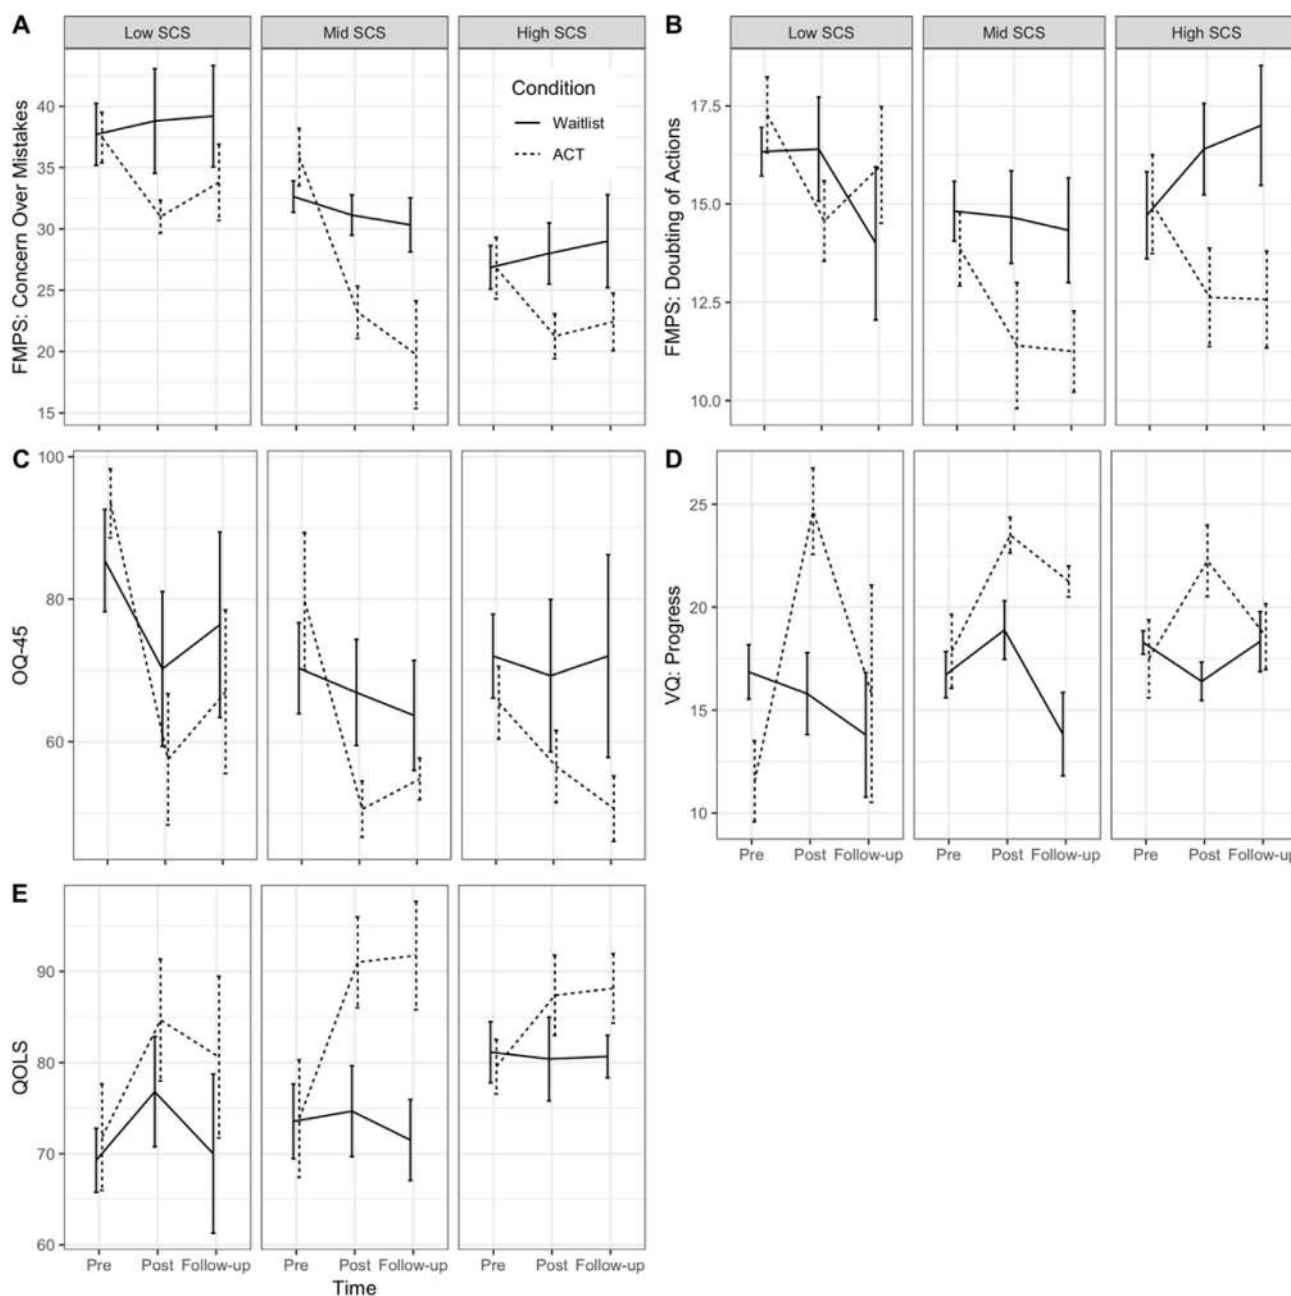 A
Low SCS
Mid SCS
High SCS
FMPS: Concern Over Mistakes
40
35
30
25
20
15
Condition
Waitlist
ACT
B
Low SCS
Mid SCS
High SCS
FMPS: Doubting of Actions
17.5
15.0
12.5
10.0
C
OQ-45
100
80
60
D
VQ: Progress
25
20
15
10
Pre
Post
Follow-up
Pre
Post
Follow-up
Pre
Post
Follow-up
E
QOLS
90
80
70
60
Pre
Post
Follow-up
Pre
Post
Follow-up
Pre
Post
Follow-up
Time